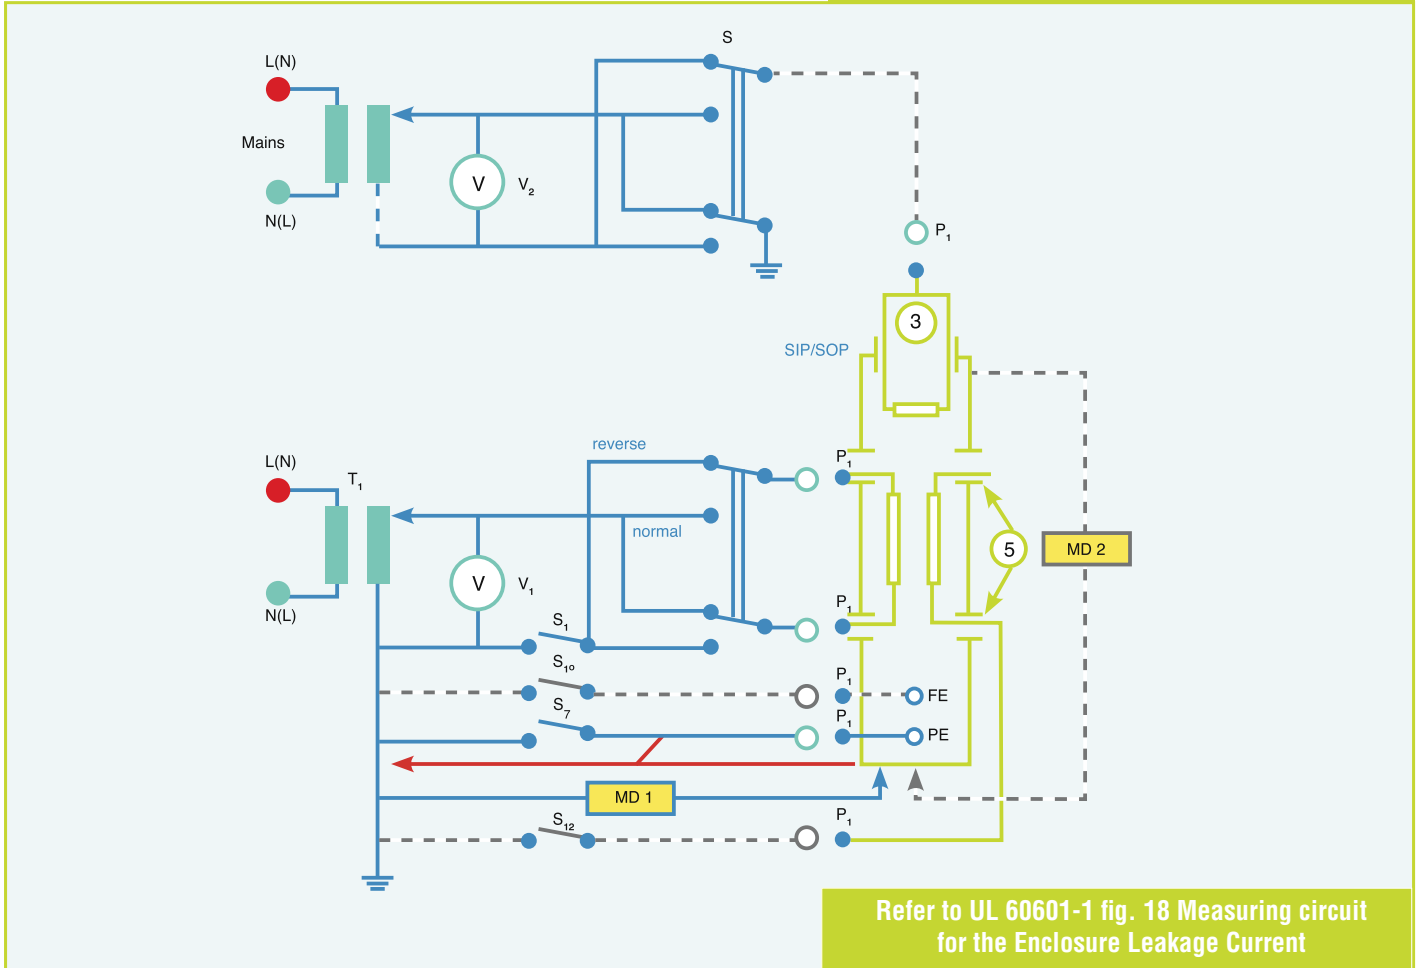 S
L(N)
Mains
V
V₂
N(L)
P₁
3
SIP/SOP
reverse
L(N)
T₁
P₁
normal
5
MD 2
V
V₁
N(L)
S₁
P₁
S₁₀
P₁
FE
S₇
P₁
PE
MD 1
S₁₂
P₁
Refer to UL 60601-1 fig. 18 Measuring circuit
for the Enclosure Leakage Current